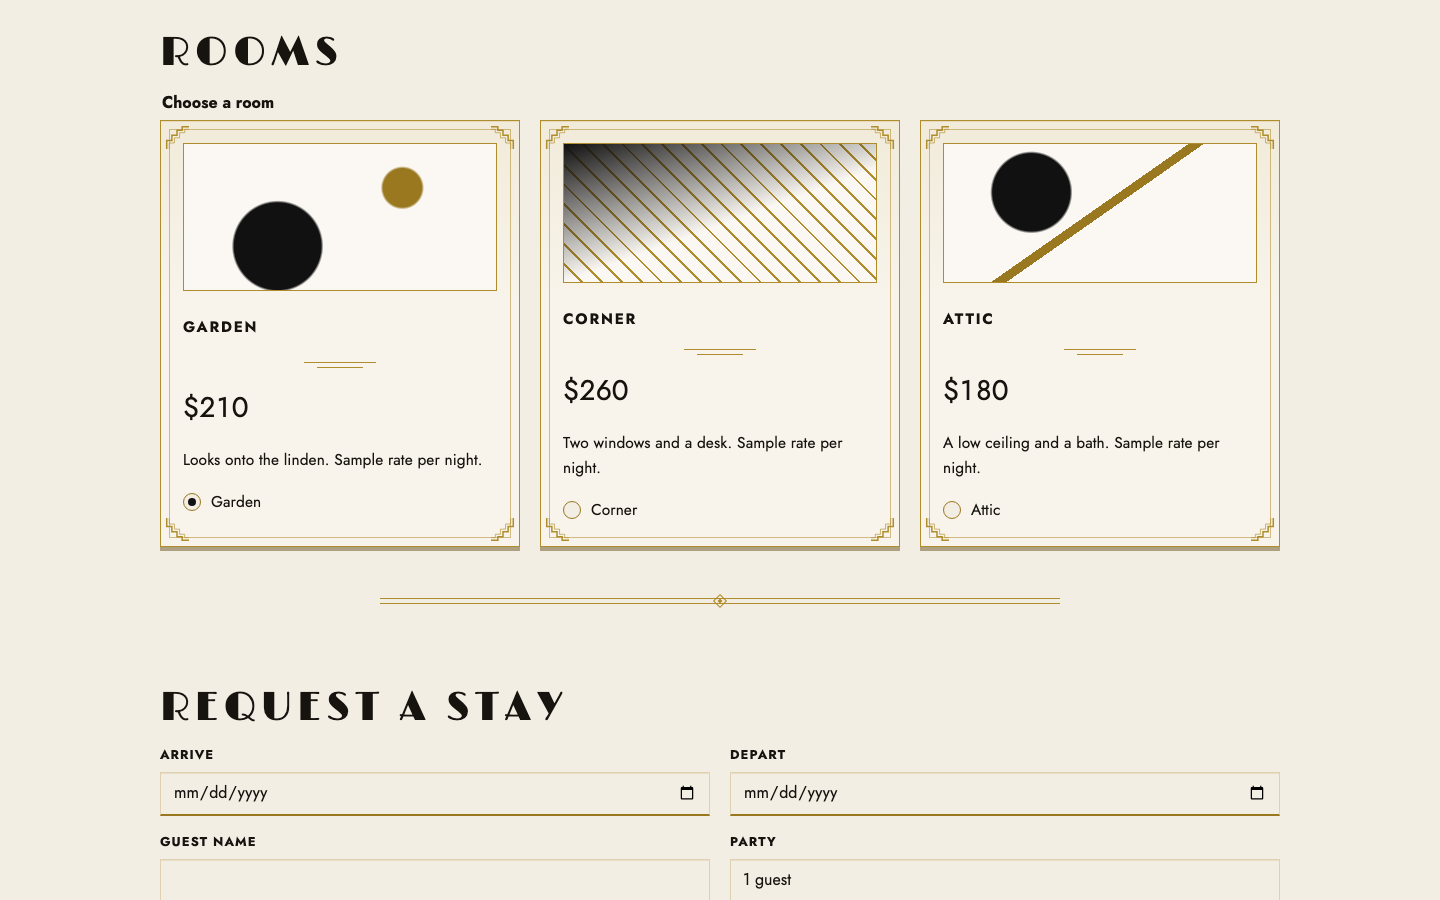 ROOMS
Choose a room
GARDEN
$210
Looks onto the linden. Sample rate per night.
Garden
CORNER
$260
Two windows and a desk. Sample rate per
night.
Corner
ATTIC
$180
A low ceiling and a bath. Sample rate per
night.
Attic
REQUEST A STAY
ARRIVE
mm/dd/yyyy
DEPART
mm/dd/yyyy
GUEST NAME
PARTY
1 guest